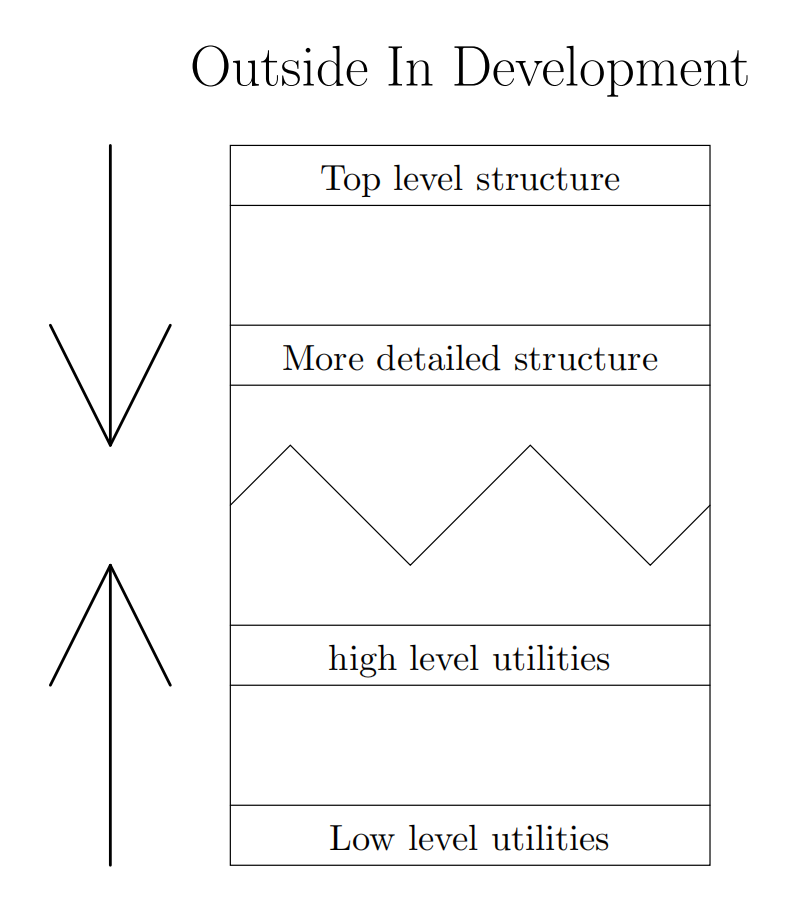 Outside In Development
Top level structure
More detailed structure
high level utilities
Low level utilities